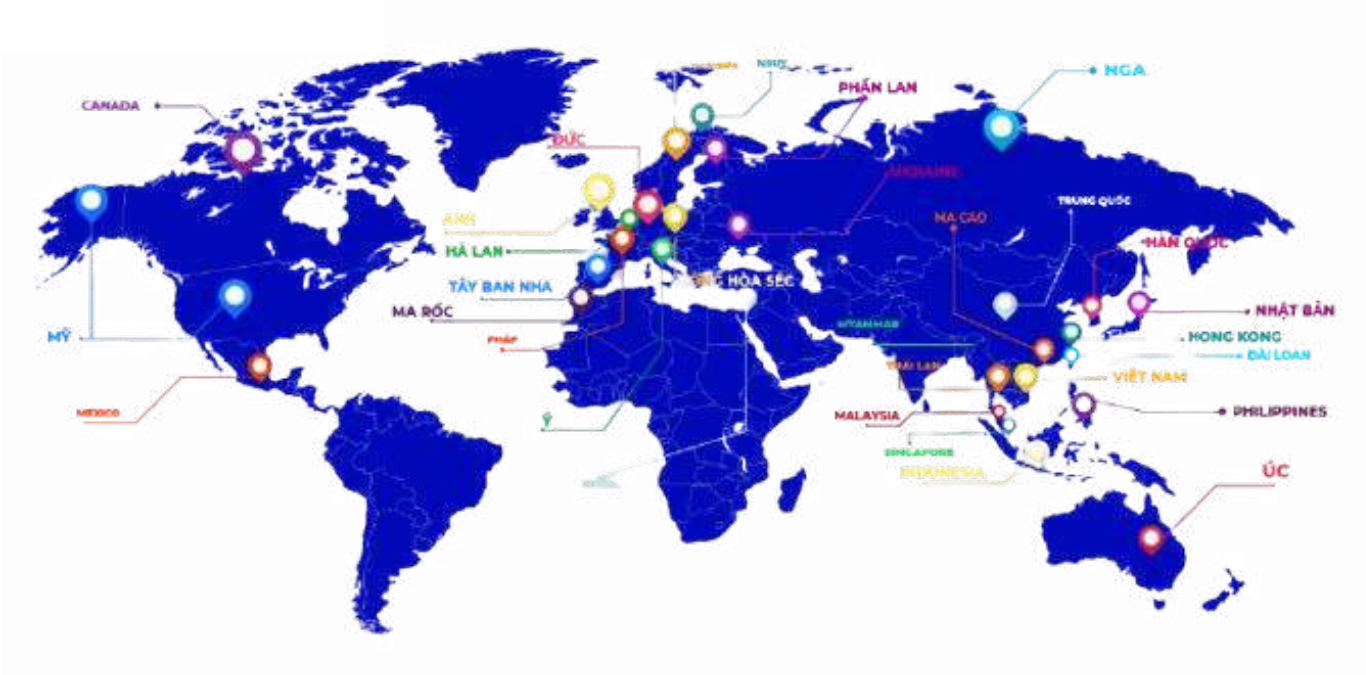 NGA
PHẦN LAN
CANADA
ĐỨC
UKRAINE
TRUNG QUỐC
ANH
MA CAO
HÀN QUỐC
HÀ LAN
TÂY BAN NHA
MA RỐC
NHẬT BẢN
MYANMAR
MỸ
PHÁP
HONG KONG
ĐÀI LOAN
THÁI LAN
VIỆT NAM
MEXICO
MALAYSIA
PHILIPPINES
Ý
SINGAPORE
INDONESIA
ÚC